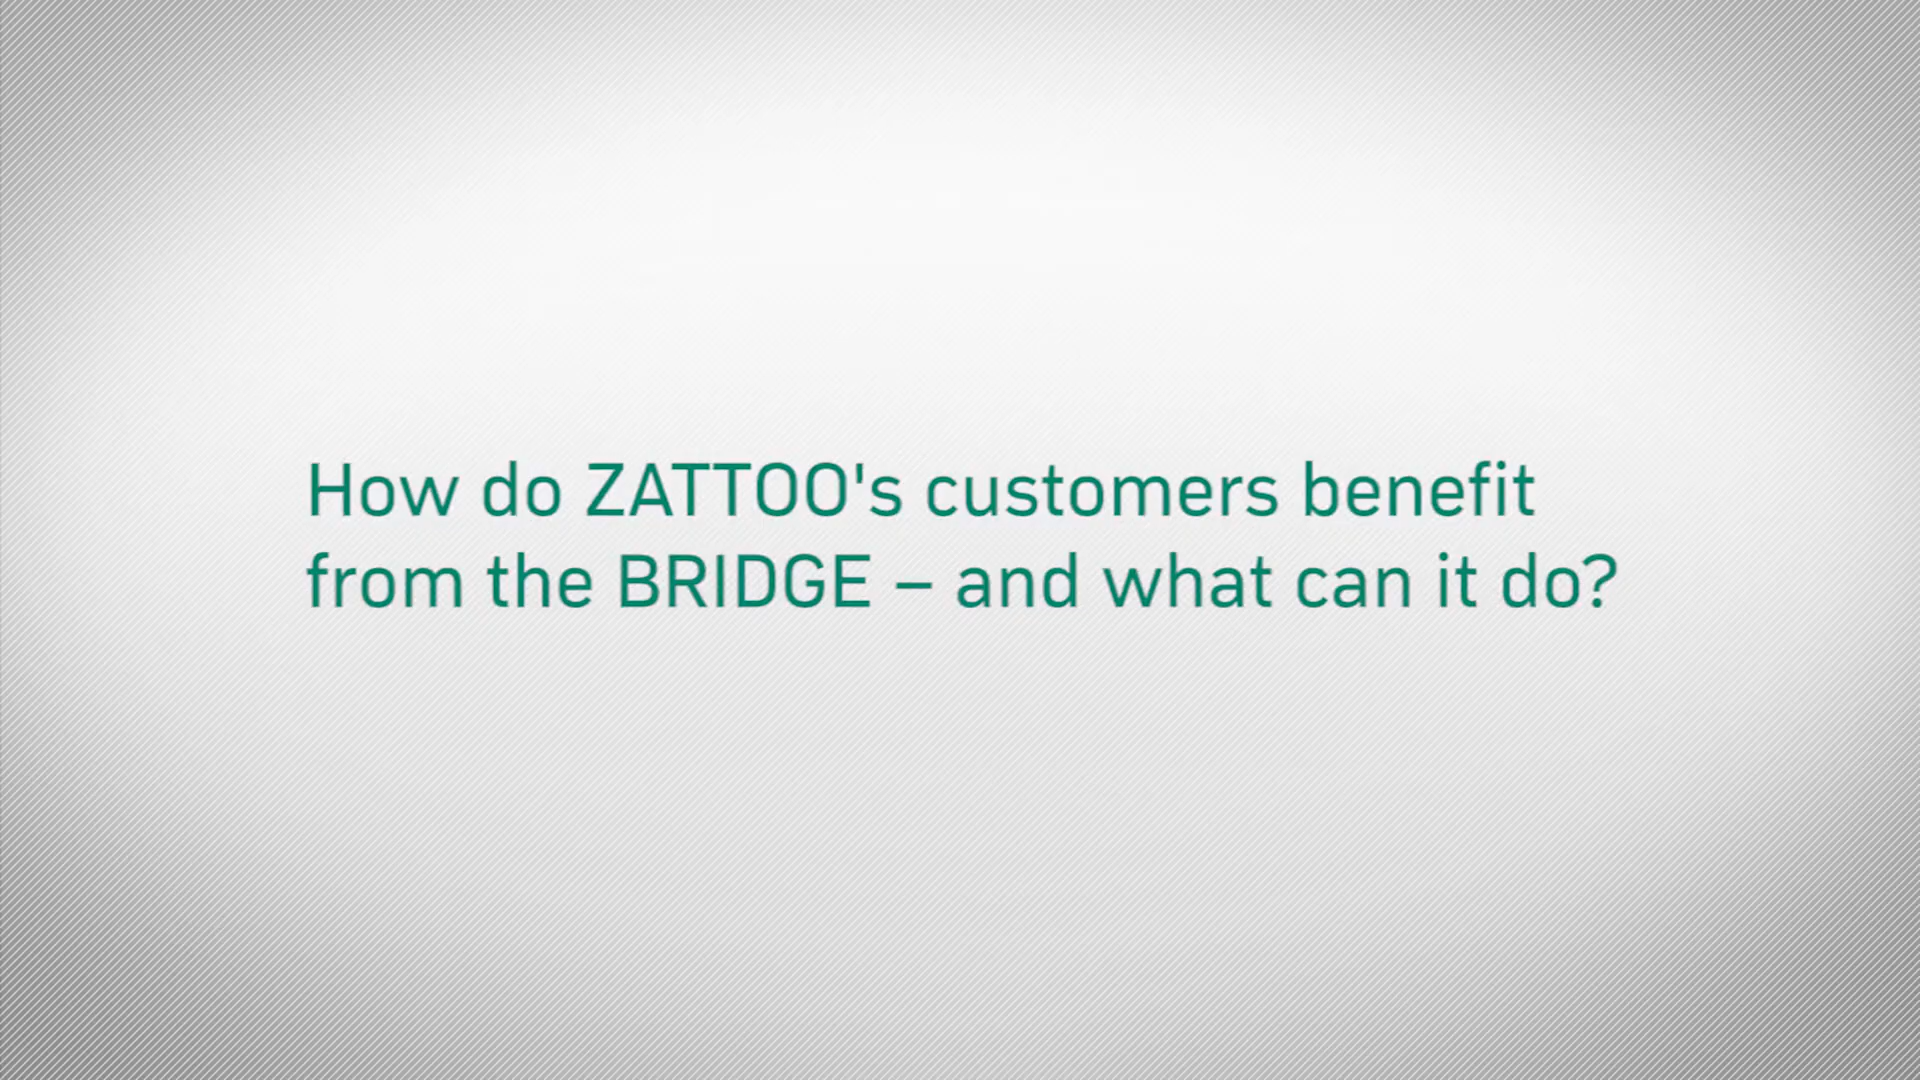 How do ZATTOO's customers benefit
from the BRIDGE – and what can it do?